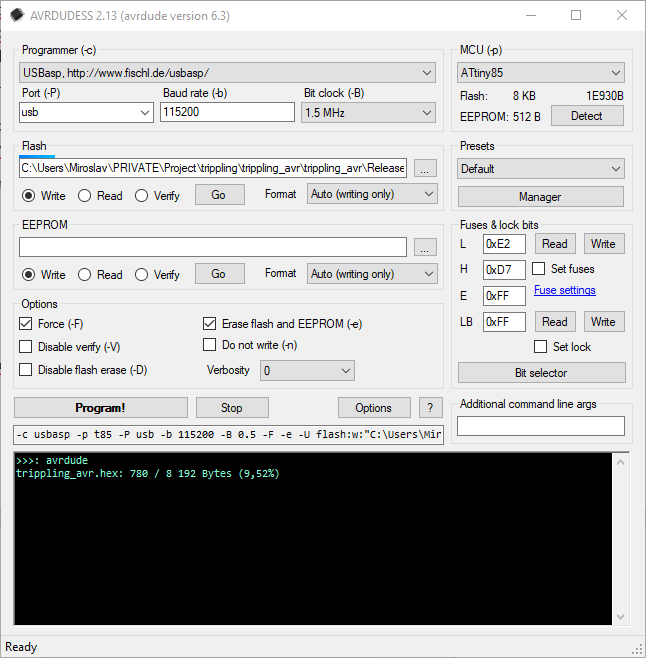 AVRDUDESS 2.13 (avrdude version 6.3)
Programmer (-c)
USBasp, http://www.fischl.de/usbasp/
Port (-P)
Baud rate (-b)
Bit clock (-B)
usb
115200
1.5 MHz
MCU (-p)
ATtiny85
Flash: 8 KB 1E930B
EEPROM: 512 B
Detect
Flash
C:\Users\Miroslav\PRIVATE\Project\trippling\trippling_avr\trippling_avr\Release
...
Write
Read
Verify
Go
Format
Auto (writing only)
Presets
Default
Manager
EEPROM
...
Write
Read
Verify
Go
Format
Auto (writing only)
Fuses & lock bits
L 0xE2 Read Write
H 0xD7 Set fuses
E 0xFF Fuse settings
LB 0xFF Read Write
Set lock
Bit selector
Options
Force (-F)
Erase flash and EEPROM (-e)
Disable verify (-V)
Do not write (-n)
Disable flash erase (-D)
Verbosity 0
Program!
Stop
Options
?
Additional command line args
-c usbasp -p t85 -P usb -b 115200 -B 0.5 -F -e -U flash:w:"C:\Users\Mir
>>>: avrdude
trippling_avr.hex: 780 / 8 192 Bytes (9,52%)
Ready